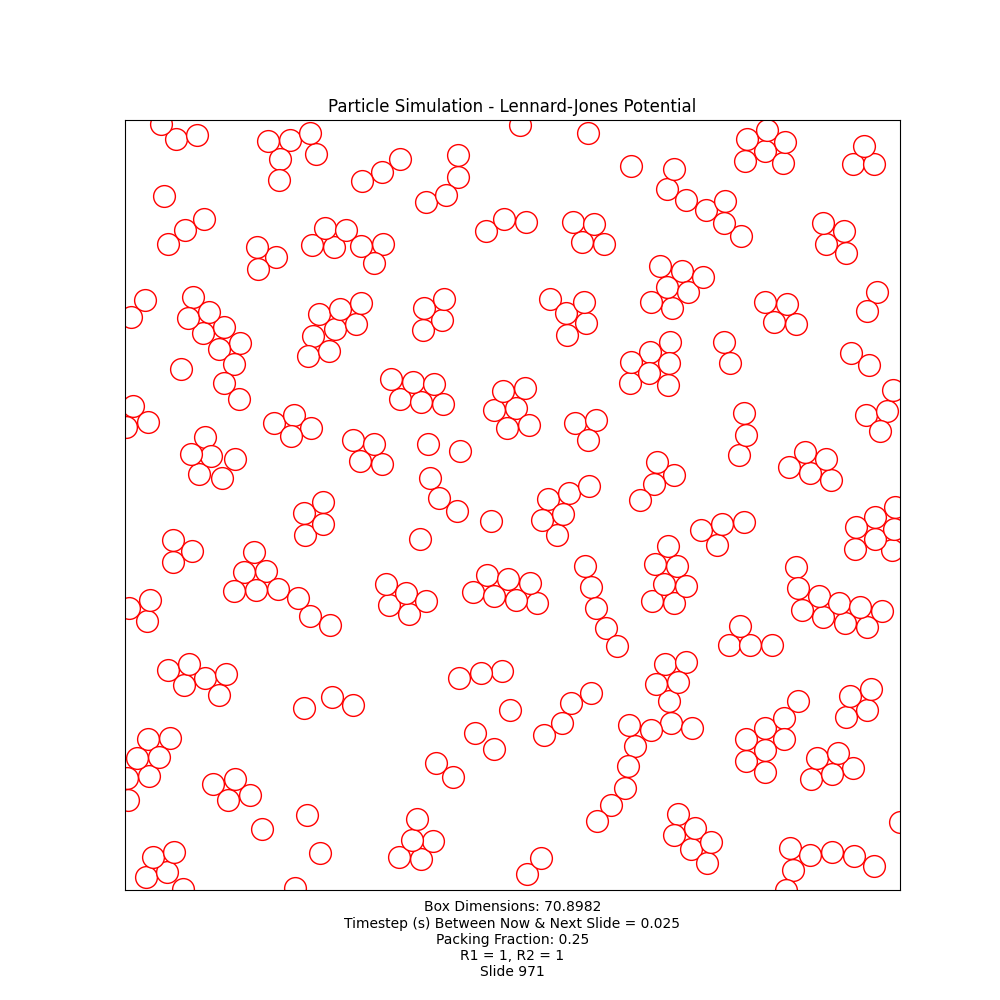 Particle Simulation - Lennard-Jones Potential
Box Dimensions: 70.8982
Timestep (s) Between Now & Next Slide = 0.025
Packing Fraction: 0.25
R1 = 1, R2 = 1
Slide 971